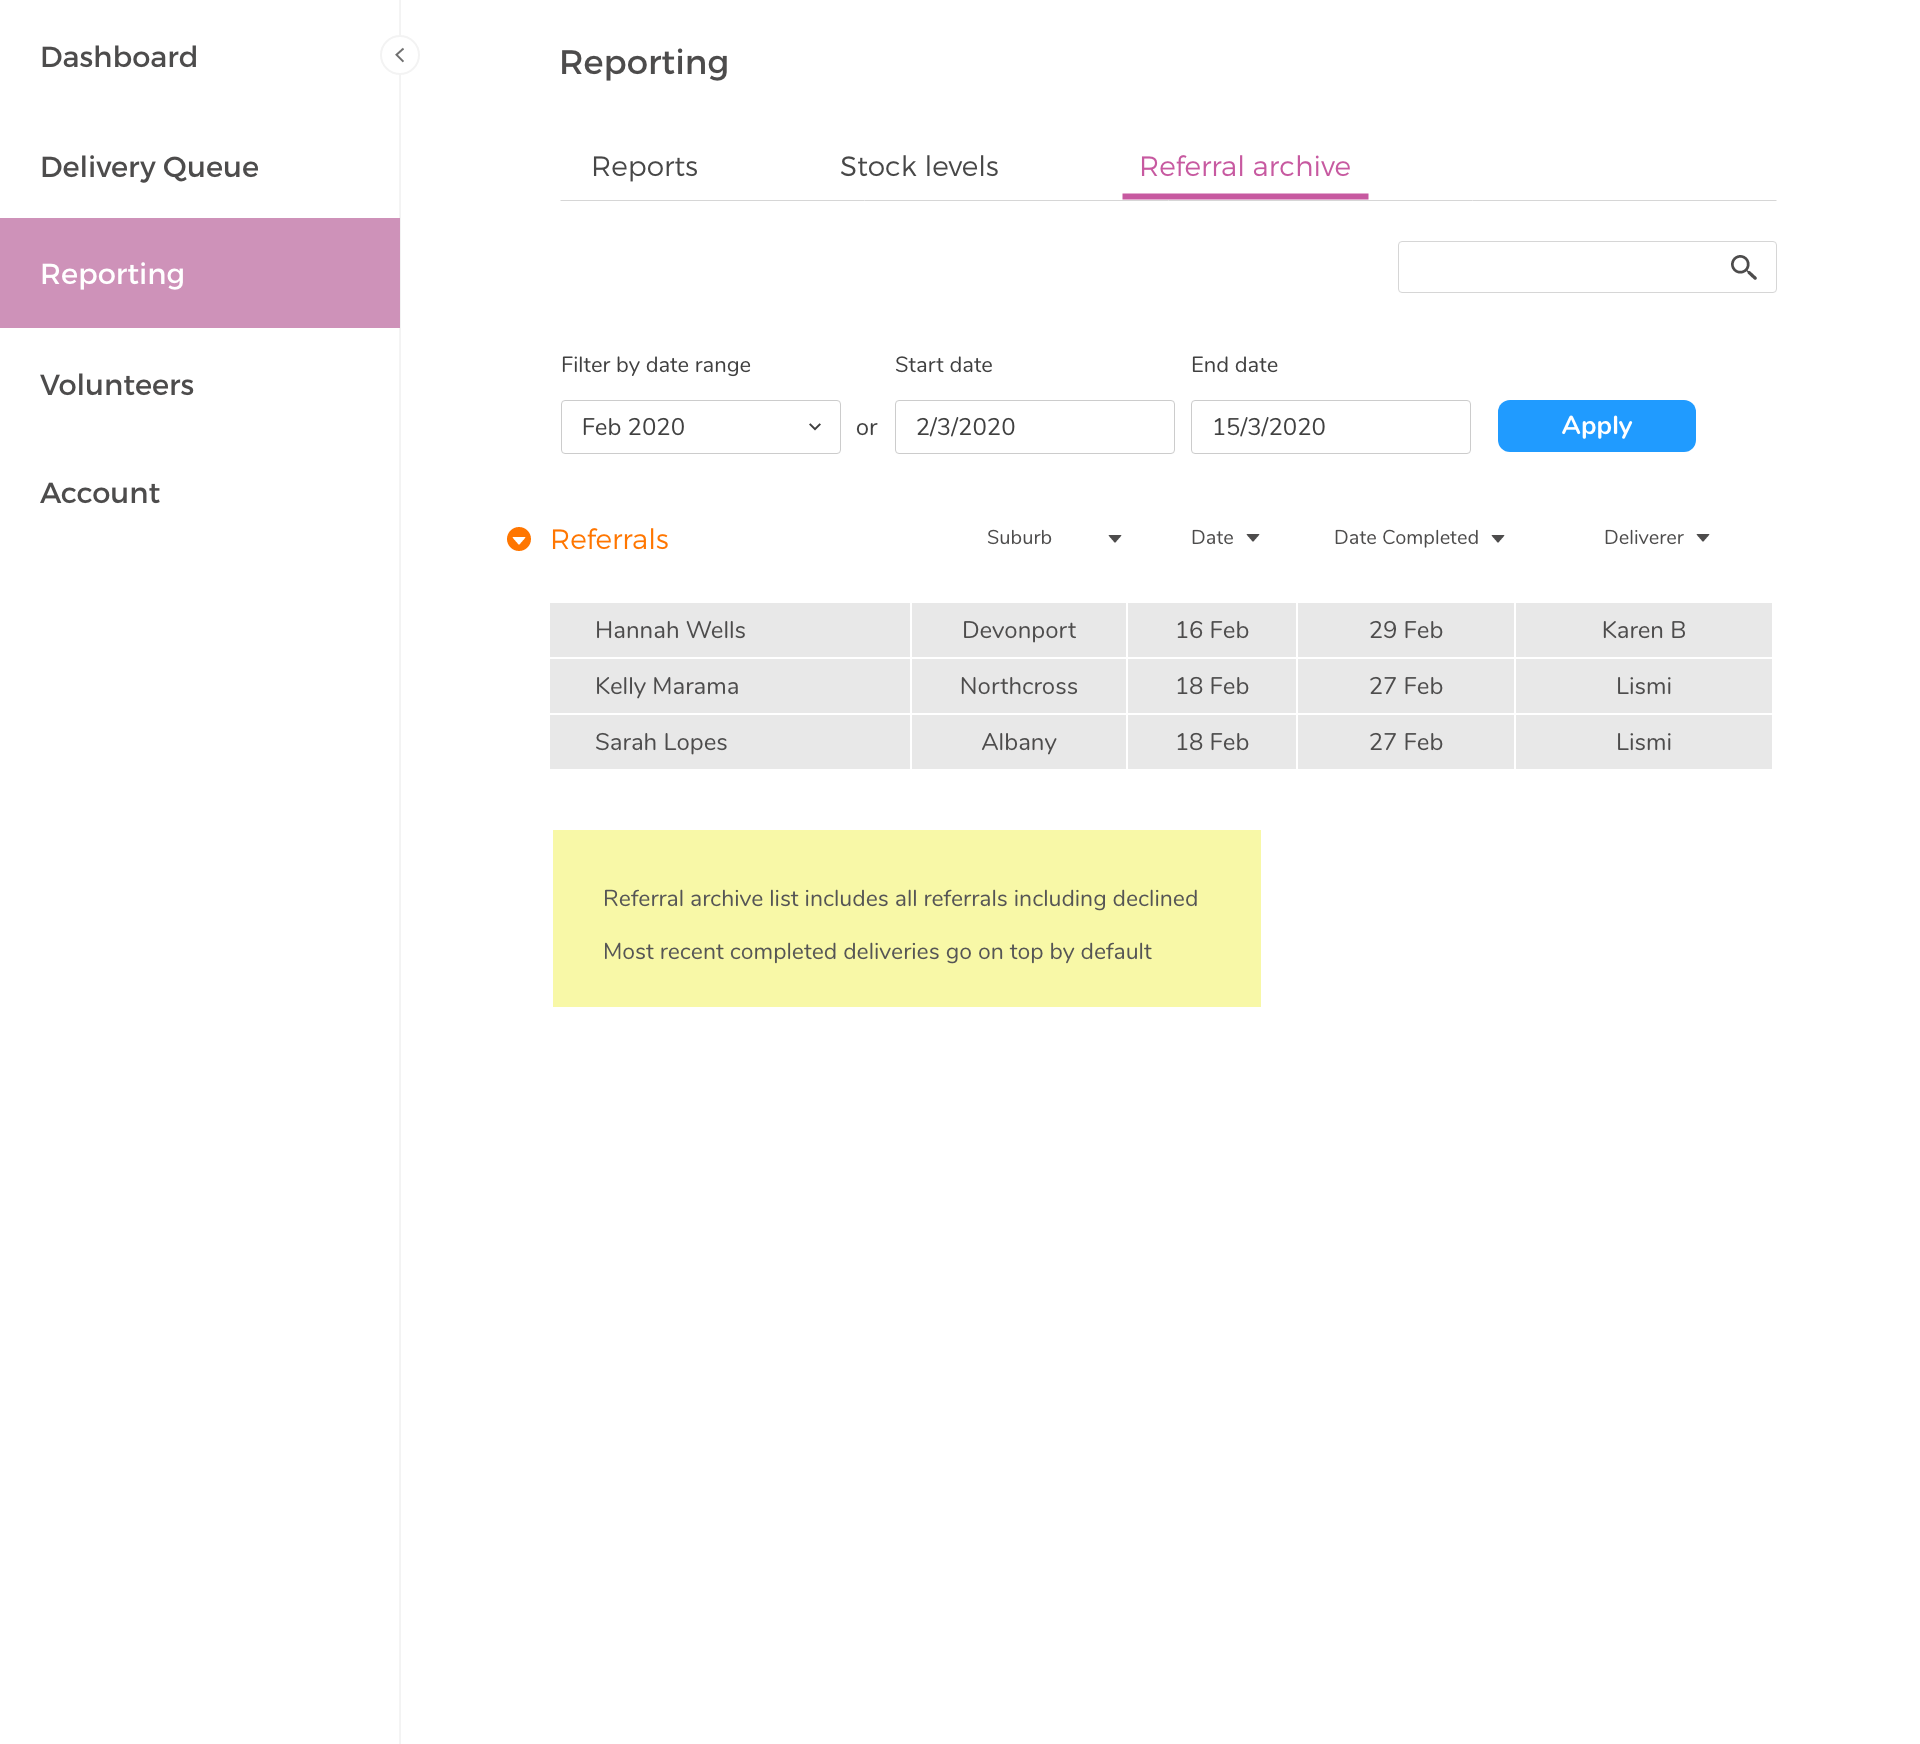 Dashboard
Delivery Queue
Reporting
Volunteers
Account
Reporting
Reports Stock levels Referral archive
Filter by date range Start date End date
Feb 2020 or 2/3/2020 15/3/2020 Apply
Referrals Suburb Date Date Completed Deliverer
Hannah Wells Devonport 16 Feb 29 Feb Karen B
Kelly Marama Northcross 18 Feb 27 Feb Lismi
Sarah Lopes Albany 18 Feb 27 Feb Lismi
Referral archive list includes all referrals including declined
Most recent completed deliveries go on top by default